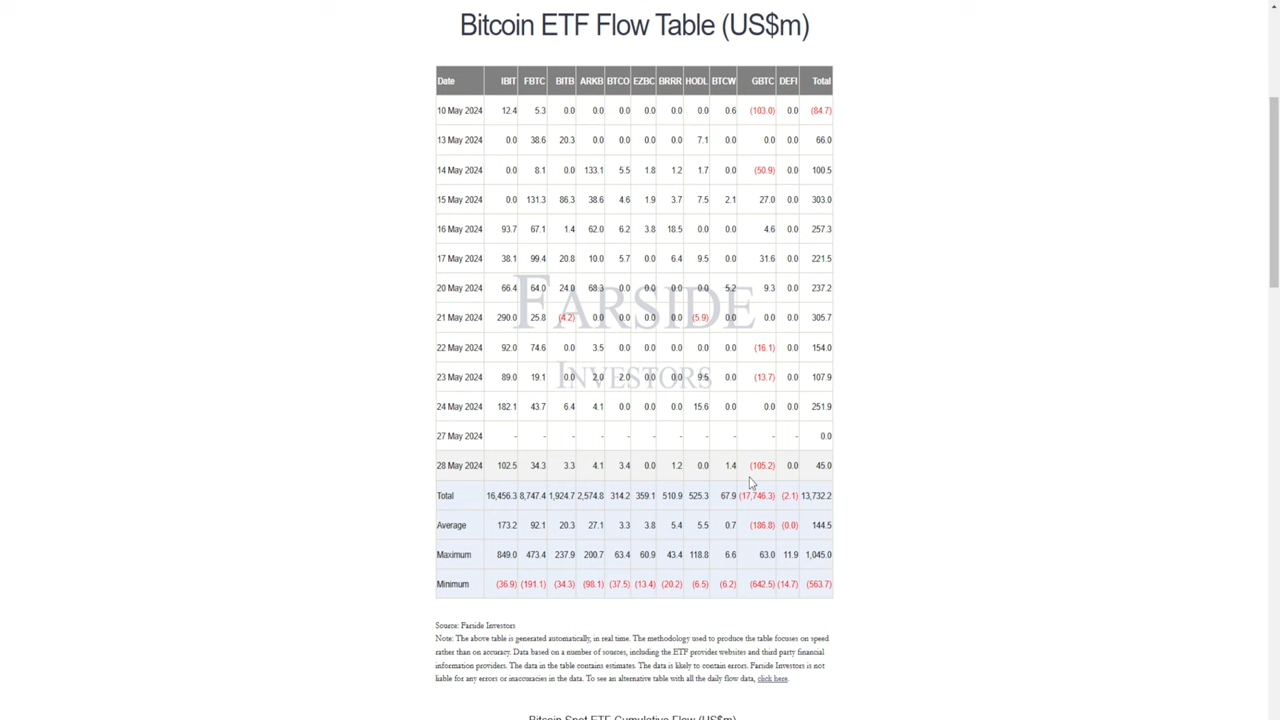 Bitcoin ETF Flow Table (US$m)
Date IBIT FBTC BITB ARKB BTCO EZBC BRRR HODL BTCW GBTC DEFI Total
10 May 2024 12.4 5.3 0.0 0.0 0.0 0.0 0.0 0.0 0.6 (103.0) 0.0 (84.7)
13 May 2024 0.0 38.6 20.3 0.0 0.0 0.0 0.0 7.1 0.0 0.0 0.0 66.0
14 May 2024 0.0 8.1 0.0 133.1 5.5 1.8 1.2 1.7 0.0 (50.9) 0.0 100.5
15 May 2024 0.0 131.3 86.3 38.6 4.6 1.9 3.7 7.5 2.1 27.0 0.0 303.0
16 May 2024 93.7 67.1 1.4 62.0 6.2 3.8 18.5 0.0 0.0 4.6 0.0 257.3
17 May 2024 38.1 99.4 20.8 10.0 5.7 0.0 6.4 9.5 0.0 31.6 0.0 221.5
20 May 2024 66.4 64.0 24.0 68.3 0.0 0.0 0.0 0.0 5.2 9.3 0.0 237.2
FARSIDE
21 May 2024 290.0 25.8 (4.2) 0.0 0.0 0.0 0.0 (5.9) 0.0 0.0 0.0 305.7
22 May 2024 92.0 74.6 0.0 3.5 0.0 0.0 0.0 0.0 0.0 (16.1) 0.0 154.0
INVESTORS
23 May 2024 89.0 19.1 0.0 2.0 2.0 0.0 0.0 9.5 0.0 (13.7) 0.0 107.9
24 May 2024 182.1 43.7 6.4 4.1 0.0 0.0 0.0 15.6 0.0 0.0 0.0 251.9
27 May 2024 - - - - - - - - - - - 0.0
28 May 2024 102.5 34.3 3.3 4.1 3.4 0.0 1.2 0.0 1.4 (105.2) 0.0 45.0
Total 16,456.3 8,747.4 1,924.7 2,574.8 314.2 359.1 510.9 525.3 67.9 (17,746.3) (2.1) 13,732.2
Average 173.2 92.1 20.3 27.1 3.3 3.8 5.4 5.5 0.7 (186.8) (0.0) 144.5
Maximum 849.0 473.4 237.9 200.7 63.4 60.9 43.4 118.8 6.6 63.0 11.9 1,045.0
Minimum (36.9) (191.1) (34.3) (98.1) (37.5) (13.4) (20.2) (6.5) (6.2) (642.5) (14.7) (563.7)
Source: Farside Investors
Note: The above table is generated automatically, in real time. The methodology used to produce the table focuses on speed
rather than on accuracy. Data based on a number of sources, including the ETF provider websites and third party financial
information providers. The data in the table contains estimates. The data is likely to contain errors. Farside Investors is not
liable for any errors or inaccuracies in the data. To see an alternative table with all the daily flow data, click here.
Bitcoin Spot ETF Cumulative Flow (US$m)